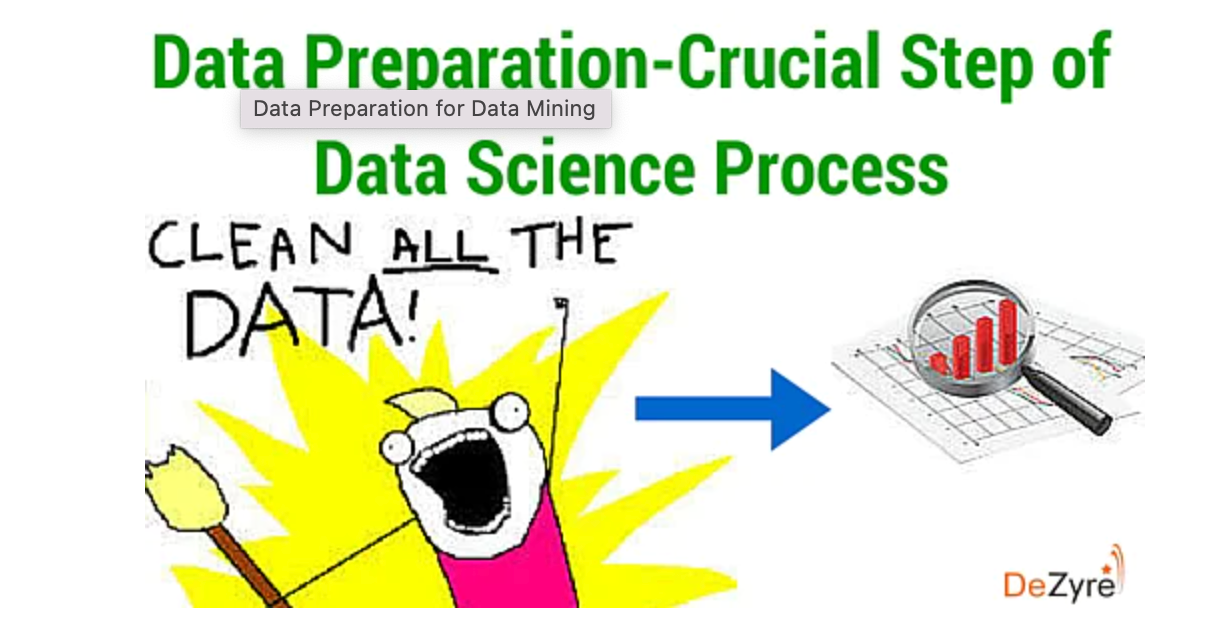 Data Preparation-Crucial Step of
Data Preparation for Data Mining
Data Science Process
CLEAN ALL THE
DATA!
DeZyre